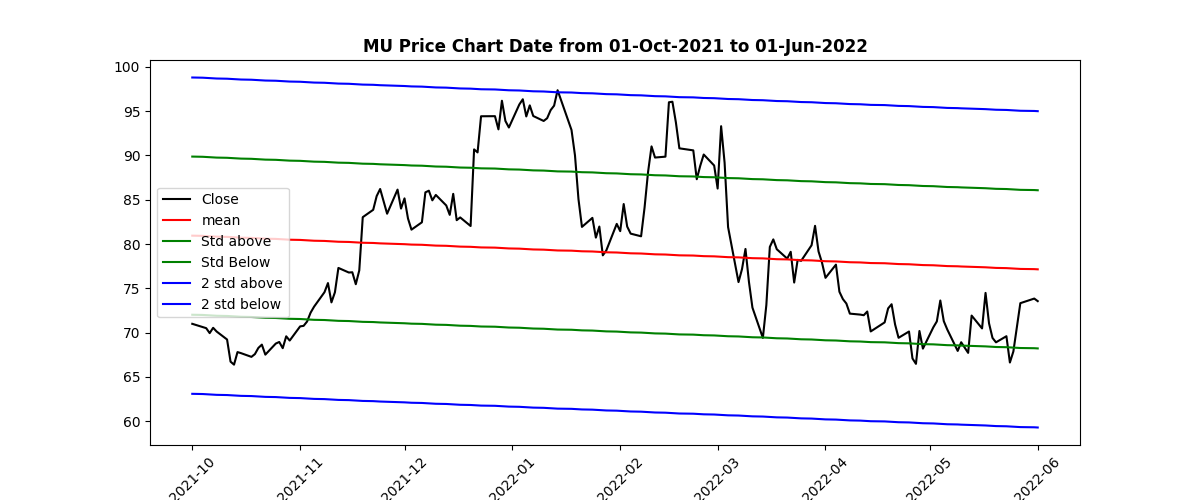 MU Price Chart Date from 01-Oct-2021 to 01-Jun-2022
100
95
90
85
80
75
70
65
60
Close
mean
Std above
Std Below
2 std above
2 std below
2021-10
2021-11
2021-12
2022-01
2022-02
2022-03
2022-04
2022-05
2022-06